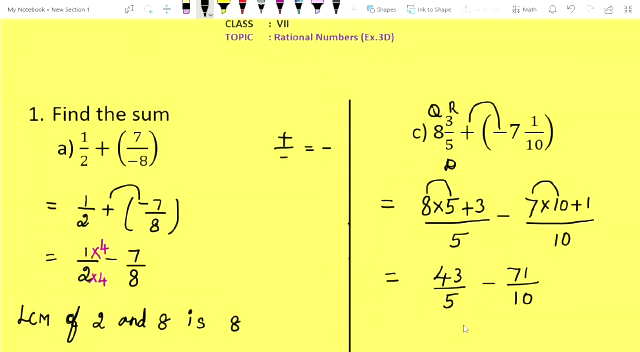 My Notebook » New Section 1
Shapes Ink to Shape Math
CLASS : VII
TOPIC : Rational Numbers (Ex.3D)
1. Find the sum
a) 1/2 + (7/-8)
+/- = -
= 1/2 + (-7/8)
= 1×4/2×4 - 7/8
LCM of 2 and 8 is 8
Q R
c) 8 3/5 + (-7 1/10)
D
= 8×5+3/5 - 7×10+1/10
= 43/5 - 71/10